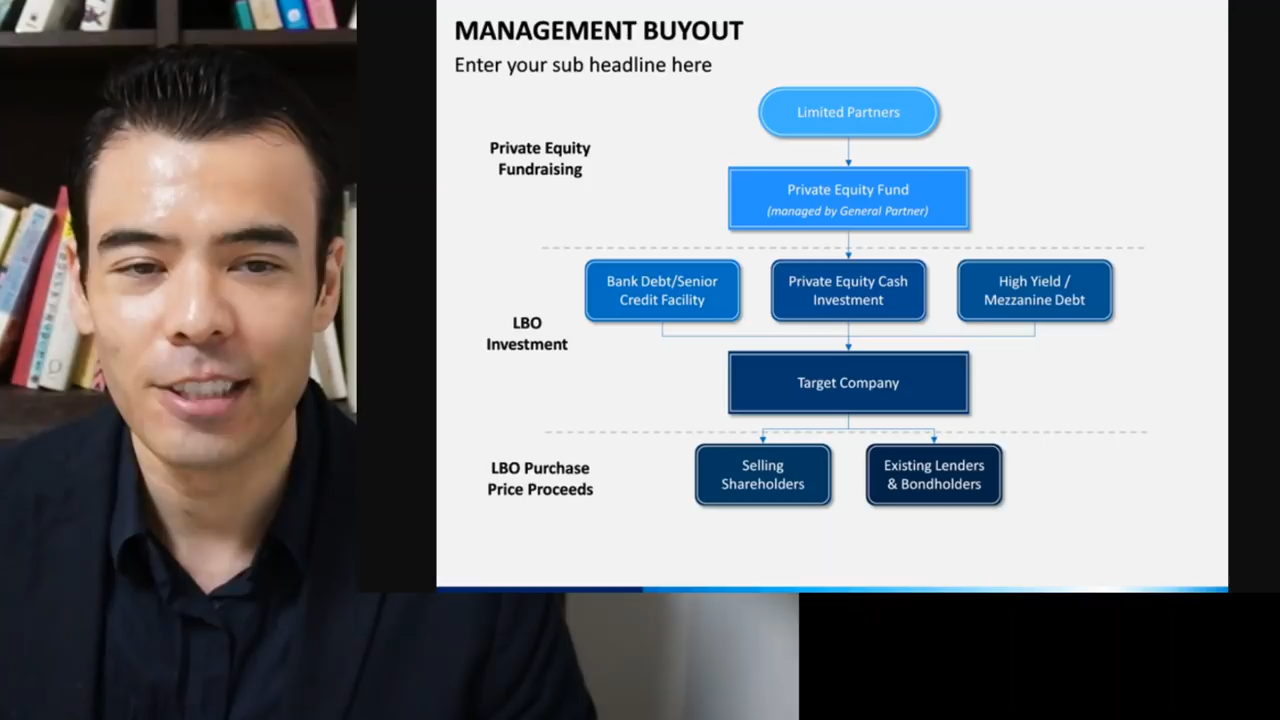 MANAGEMENT BUYOUT
Enter your sub headline here
Limited Partners
Private Equity
Fundraising
Private Equity Fund
(managed by General Partner)
Bank Debt/Senior
Credit Facility
Private Equity Cash
Investment
High Yield /
Mezzanine Debt
LBO
Investment
Target Company
LBO Purchase
Price Proceeds
Selling
Shareholders
Existing Lenders
& Bondholders